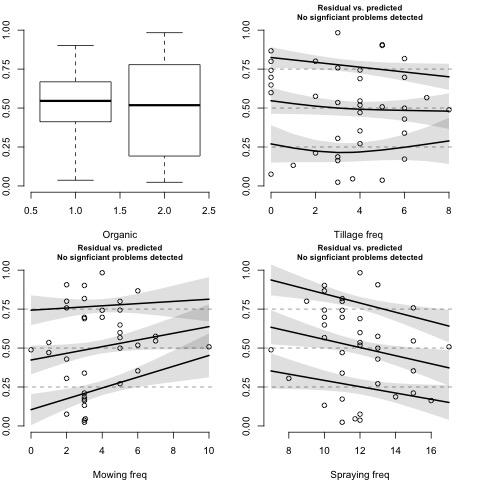 1.00
0.75
0.50
0.25
0.00
0.5 1.0 1.5 2.0 2.5
Organic
Residual vs. predicted
No signficiant problems detected
1.00
0.75
0.50
0.25
0.00
0 2 4 6 8
Tillage freq
Residual vs. predicted
No signficiant problems detected
1.00
0.75
0.50
0.25
0.00
0 2 4 6 8 10
Mowing freq
Residual vs. predicted
No signficiant problems detected
1.00
0.75
0.50
0.25
0.00
8 10 12 14 16
Spraying freq